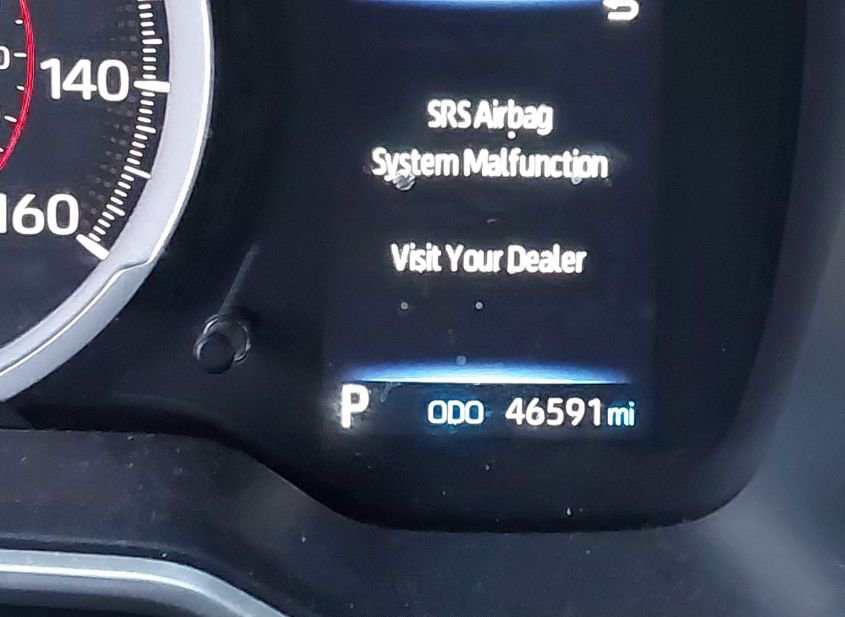 140
160
SRS Airbag
System Malfunction
Visit Your Dealer
P ODO 46591 mi